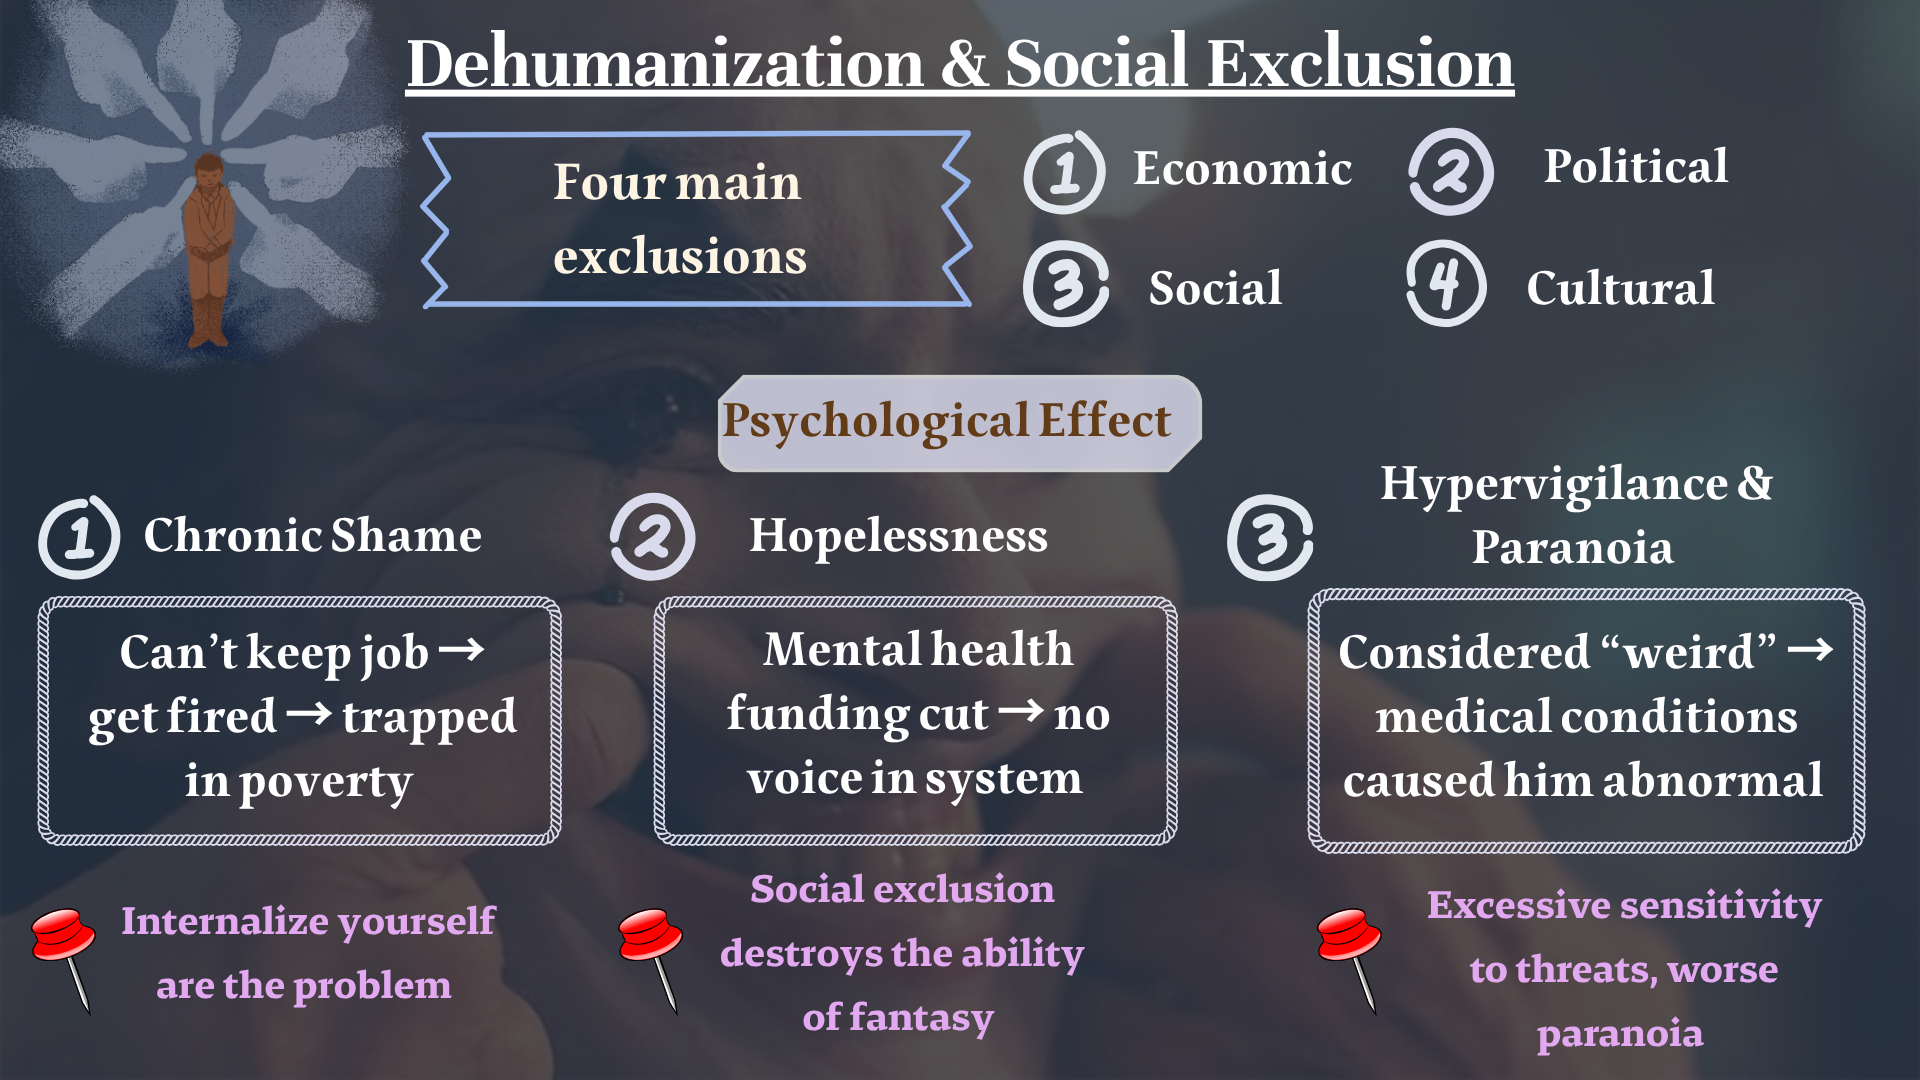 Dehumanization & Social Exclusion
Four main
exclusions
1 Economic
2 Political
3 Social
4 Cultural
Psychological Effect
1 Chronic Shame
Can’t keep job →
get fired → trapped
in poverty
Internalize yourself
are the problem
2 Hopelessness
Mental health
funding cut → no
voice in system
Social exclusion
destroys the ability
of fantasy
3 Hypervigilance &
Paranoia
Considered “weird” →
medical conditions
caused him abnormal
Excessive sensitivity
to threats, worse
paranoia